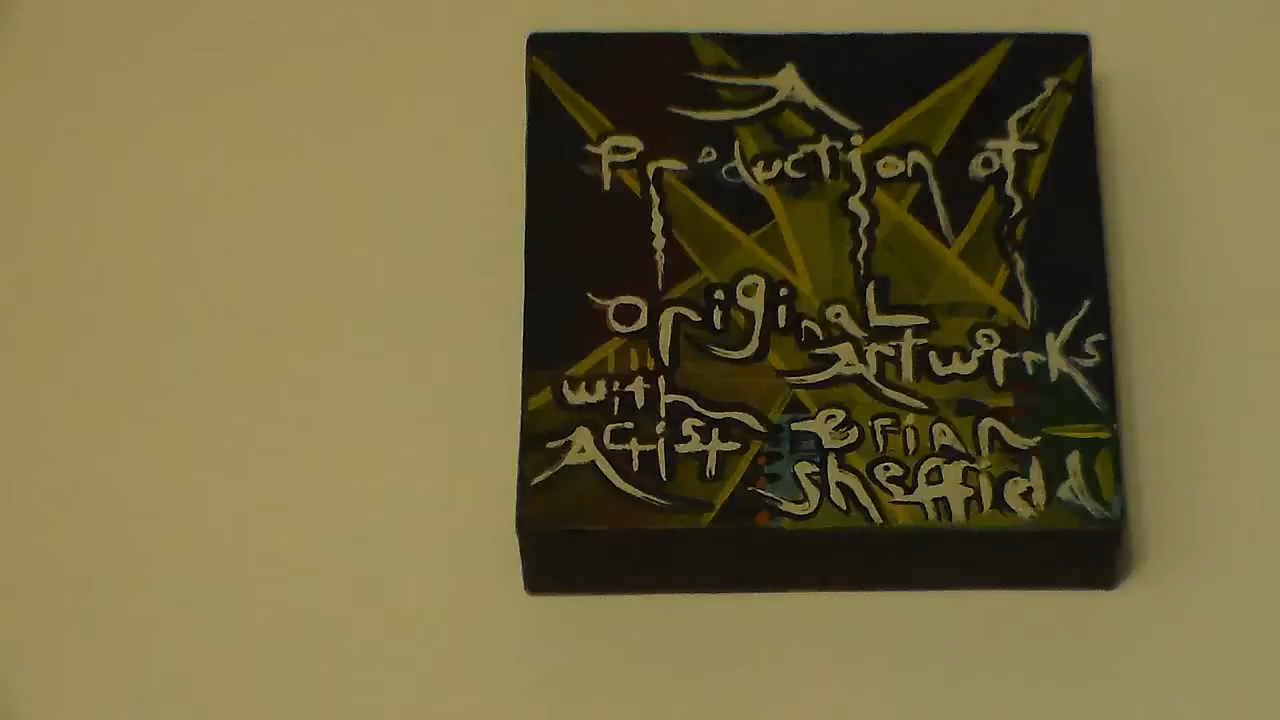 A
Production of
Original
Artworks
with
Artist Brian
Sheffield